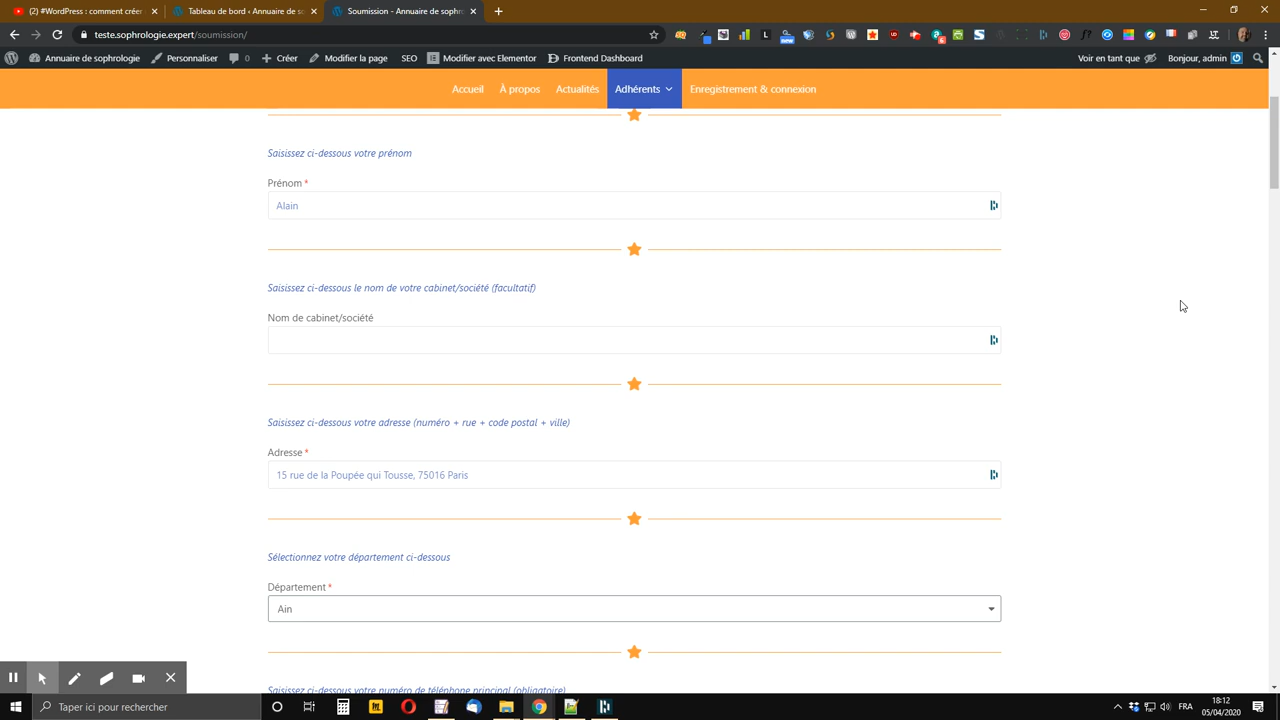 (2) #WordPress : comment créer
Tableau de bord ‹ Annuaire de s
Soumission - Annuaire de sophro
teste.sophrologie.expert/soumission/
Annuaire de sophrologie
Personnaliser
0
Créer
Modifier la page
SEO
Modifier avec Elementor
Frontend Dashboard
Voir en tant que
Bonjour, admin
Accueil
À propos
Actualités
Adhérents
Enregistrement & connexion
Saisissez ci-dessous votre prénom
Prénom *
Alain
Saisissez ci-dessous le nom de votre cabinet/société (facultatif)
Nom de cabinet/société
Saisissez ci-dessous votre adresse (numéro + rue + code postal + ville)
Adresse *
15 rue de la Poupée qui Tousse, 75016 Paris
Sélectionnez votre département ci-dessous
Département *
Ain
Saisissez ci-dessous votre numéro de téléphone principal (obligatoire)
Taper ici pour rechercher
FRA
18:12
05/04/2020